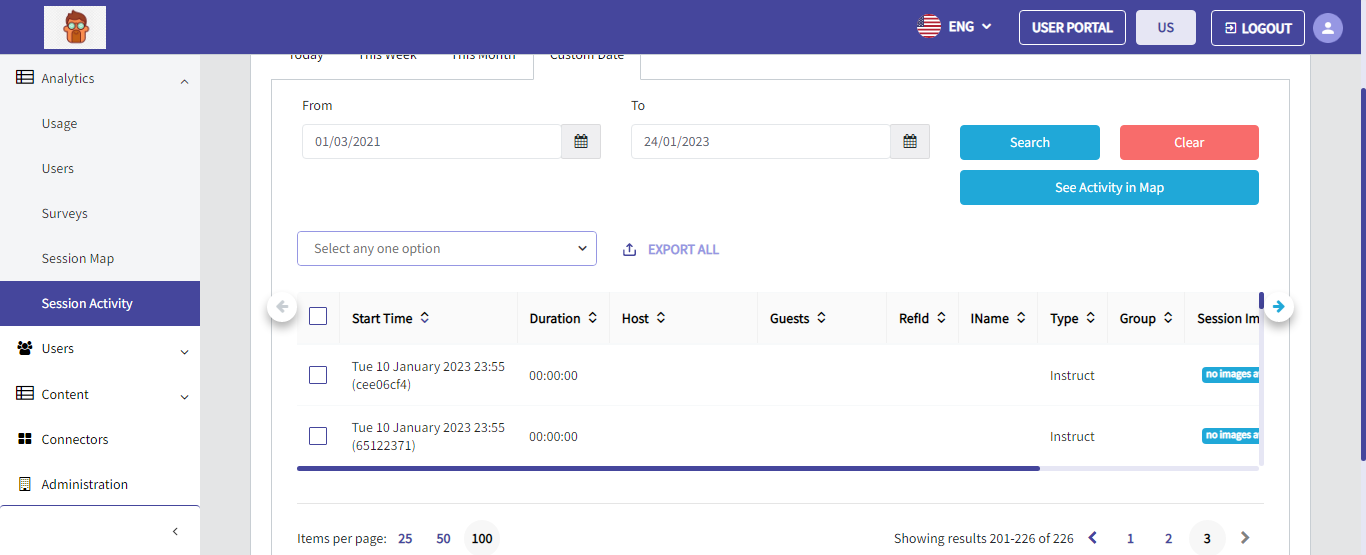 ENG
USER PORTAL
US
LOGOUT
Today This Week This Month Custom Date
Analytics
Usage
Users
Surveys
Session Map
Session Activity
Users
Content
Connectors
Administration
From To
01/03/2021 24/01/2023
Search Clear
See Activity in Map
Select any one option EXPORT ALL
Start Time Duration Host Guests RefId IName Type Group Session Im
Tue 10 January 2023 23:55
(cee06cf4)
00:00:00 Instruct no images a
Tue 10 January 2023 23:55
(65122371)
00:00:00 Instruct no images a
Items per page: 25 50 100 Showing results 201-226 of 226 1 2 3